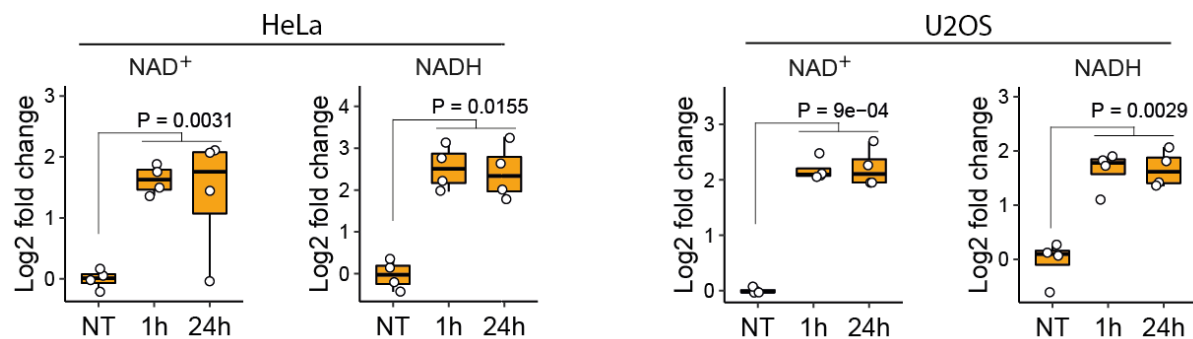 HeLa
U2OS
NAD+
NADH
NAD+
NADH
Log2 fold change
3
2
1
0
P = 0.0031
NT 1h 24h
Log2 fold change
4
3
2
1
0
P = 0.0155
NT 1h 24h
Log2 fold change
3
2
1
0
P = 9e−04
NT 1h 24h
Log2 fold change
3
2
1
0
P = 0.0029
NT 1h 24h